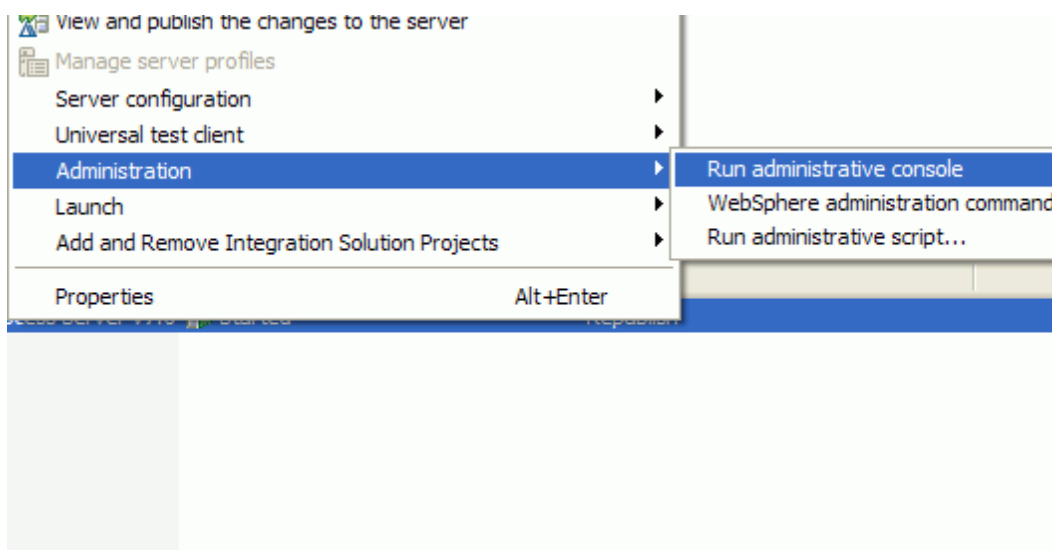 View and publish the changes to the server
Manage server profiles
Server configuration
Universal test client
Administration
Launch
Add and Remove Integration Solution Projects
Properties Alt+Enter
Run administrative console
WebSphere administration command
Run administrative script...
Started Republish